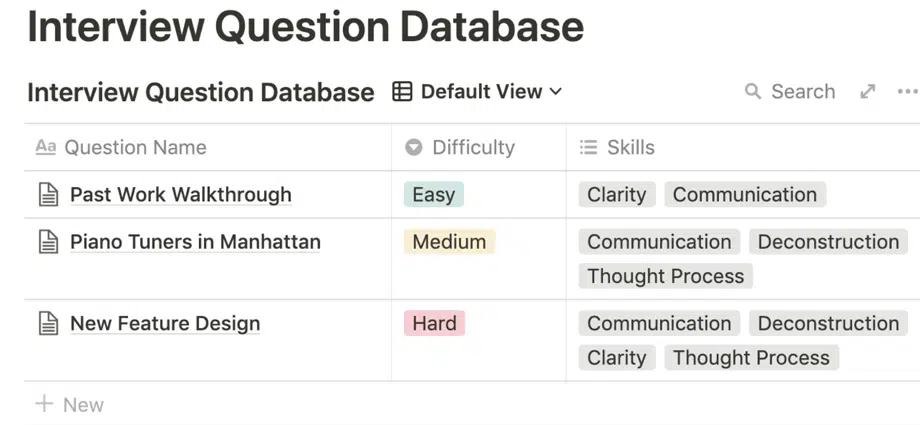 Interview Question Database
Interview Question Database Default View Search
Aa Question Name Difficulty Skills
Past Work Walkthrough Easy Clarity Communication
Piano Tuners in Manhattan Medium Communication Deconstruction
Thought Process
New Feature Design Hard Communication Deconstruction
Clarity Thought Process
New